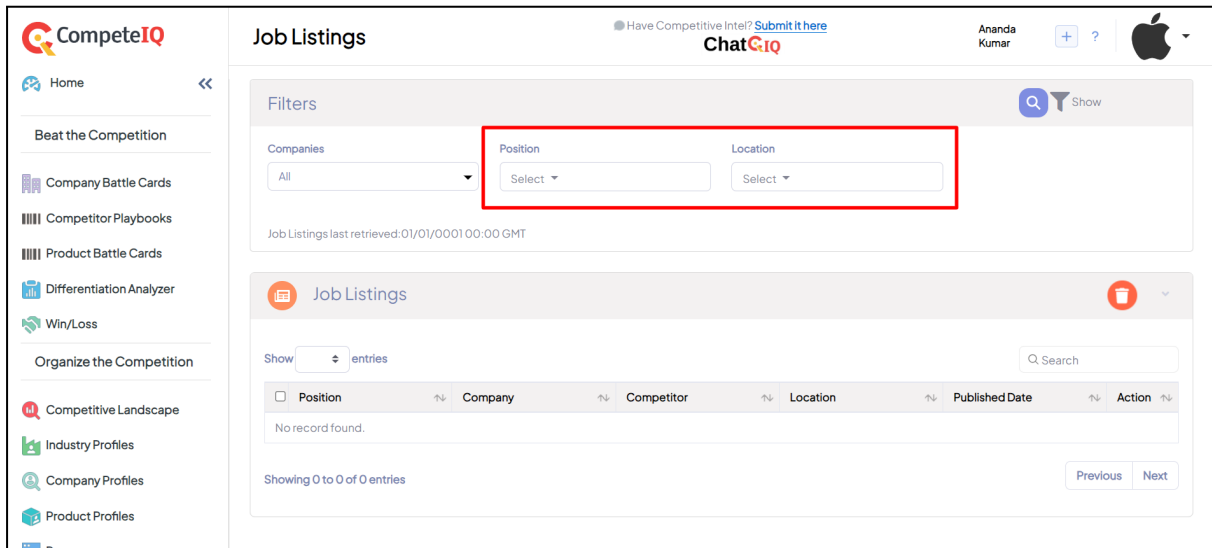 CompeteIQ
Job Listings
Have Competitive Intel? Submit it here
ChatCIQ
Ananda
Kumar
+ ?
Home
Beat the Competition
Company Battle Cards
Competitor Playbooks
Product Battle Cards
Differentiation Analyzer
Win/Loss
Organize the Competition
Competitive Landscape
Industry Profiles
Company Profiles
Product Profiles
Filters
Show
Companies
Position
Location
All
Select
Select
Job Listings last retrieved:01/01/0001 00:00 GMT
Job Listings
Show entries
Search
Position Company Competitor Location Published Date Action
No record found.
Showing 0 to 0 of 0 entries
Previous Next